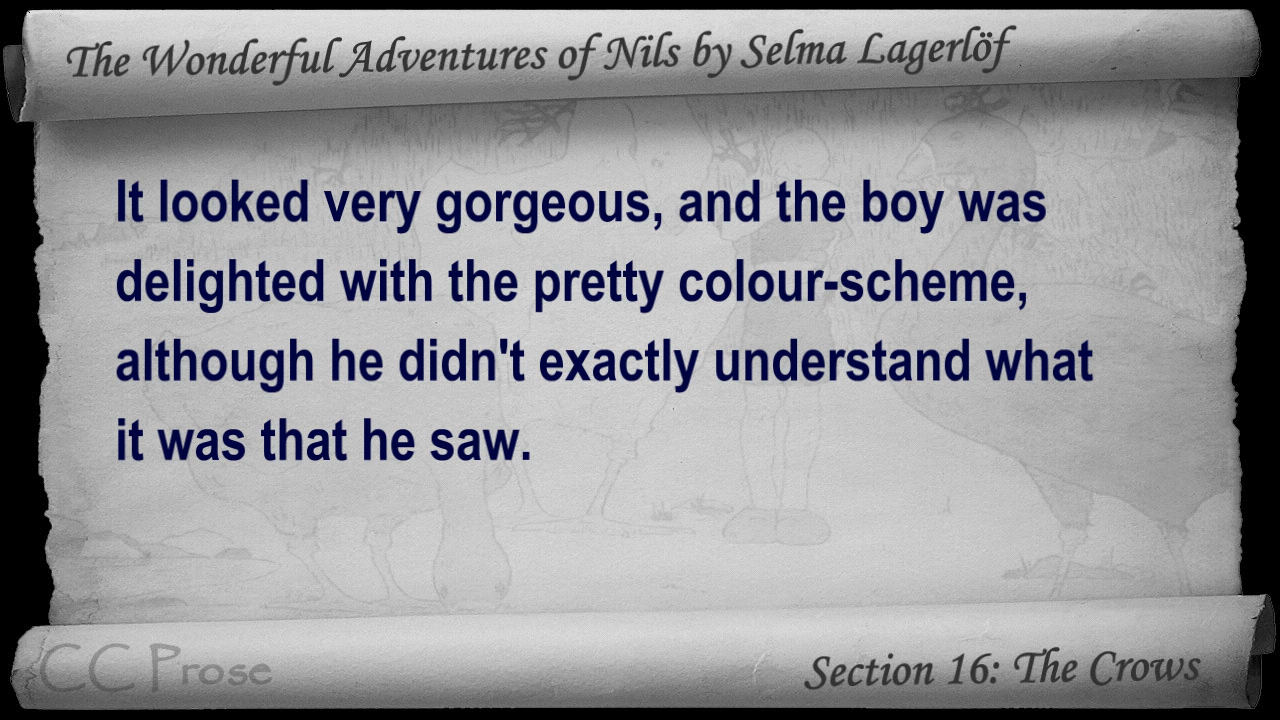 The Wonderful Adventures of Nils by Selma Lagerlöf
It looked very gorgeous, and the boy was
delighted with the pretty colour-scheme,
although he didn't exactly understand what
it was that he saw.
CC Prose
Section 16: The Crows